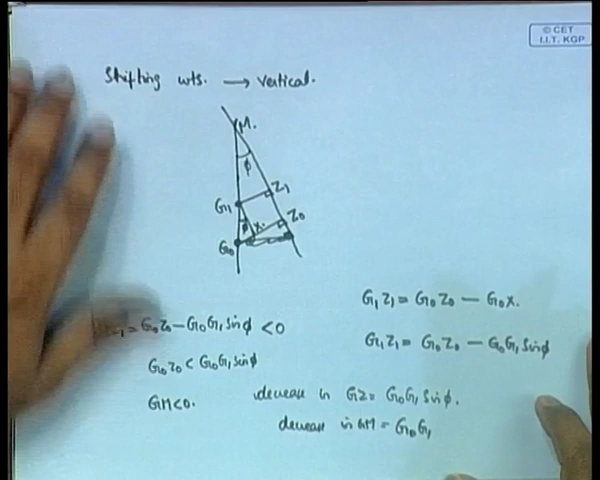 © CET
I.I.T. KGP
Shifting wts. → vertical.
M.
φ
G1
Z1
φ
X.
Z0
G0
G1Z1 = G0Z0 - G0X.
= G0Z0 - G0G1 sinφ < 0
G1Z1 = G0Z0 - G0G1 sinφ
G0Z0 < G0G1 sinφ
GM<0.
decrease in GZ = G0G1 sinφ.
decrease in GM = G0G1